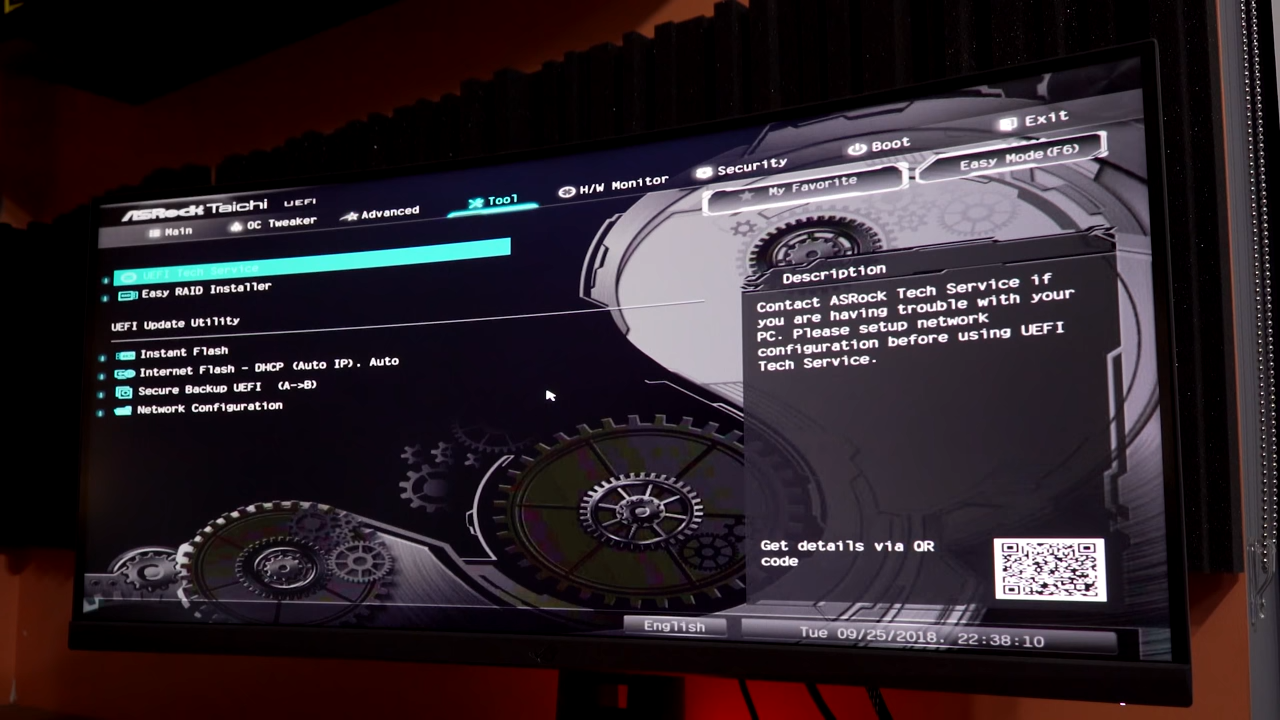 ASRock Taichi UEFI
Main
OC Tweaker
Advanced
Tool
H/W Monitor
Security
Boot
Exit
My Favorite
Easy Mode(F6)
UEFI Tech Service
Easy RAID Installer
UEFI Update Utility
Instant Flash
Internet Flash - DHCP (Auto IP). Auto
Secure Backup UEFI (A->B)
Network Configuration
Description
Contact ASRock Tech Service if
you are having trouble with your
PC. Please setup network
configuration before using UEFI
Tech Service.
Get details via QR
code
English
Tue 09/25/2018. 22:38:10